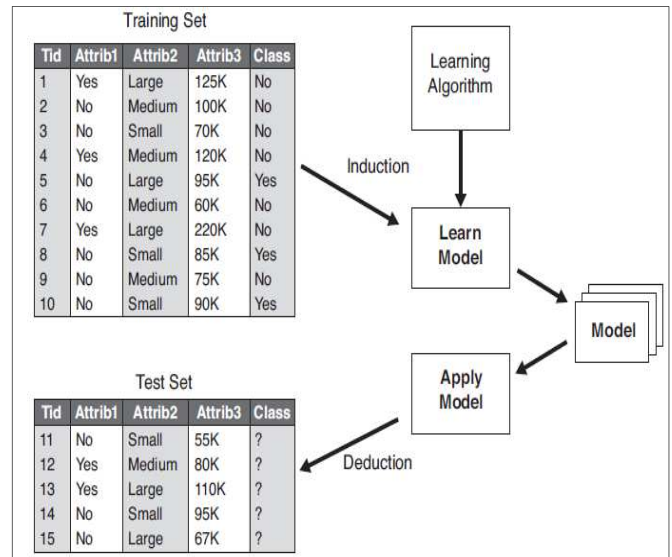 Training Set
Tid Attrib1 Attrib2 Attrib3 Class
1 Yes Large 125K No
2 No Medium 100K No
3 No Small 70K No
4 Yes Medium 120K No
5 No Large 95K Yes
6 No Medium 60K No
7 Yes Large 220K No
8 No Small 85K Yes
9 No Medium 75K No
10 No Small 90K Yes
Learning
Algorithm
Induction
Learn
Model
Model
Apply
Model
Deduction
Test Set
Tid Attrib1 Attrib2 Attrib3 Class
11 No Small 55K ?
12 Yes Medium 80K ?
13 Yes Large 110K ?
14 No Small 95K ?
15 No Large 67K ?